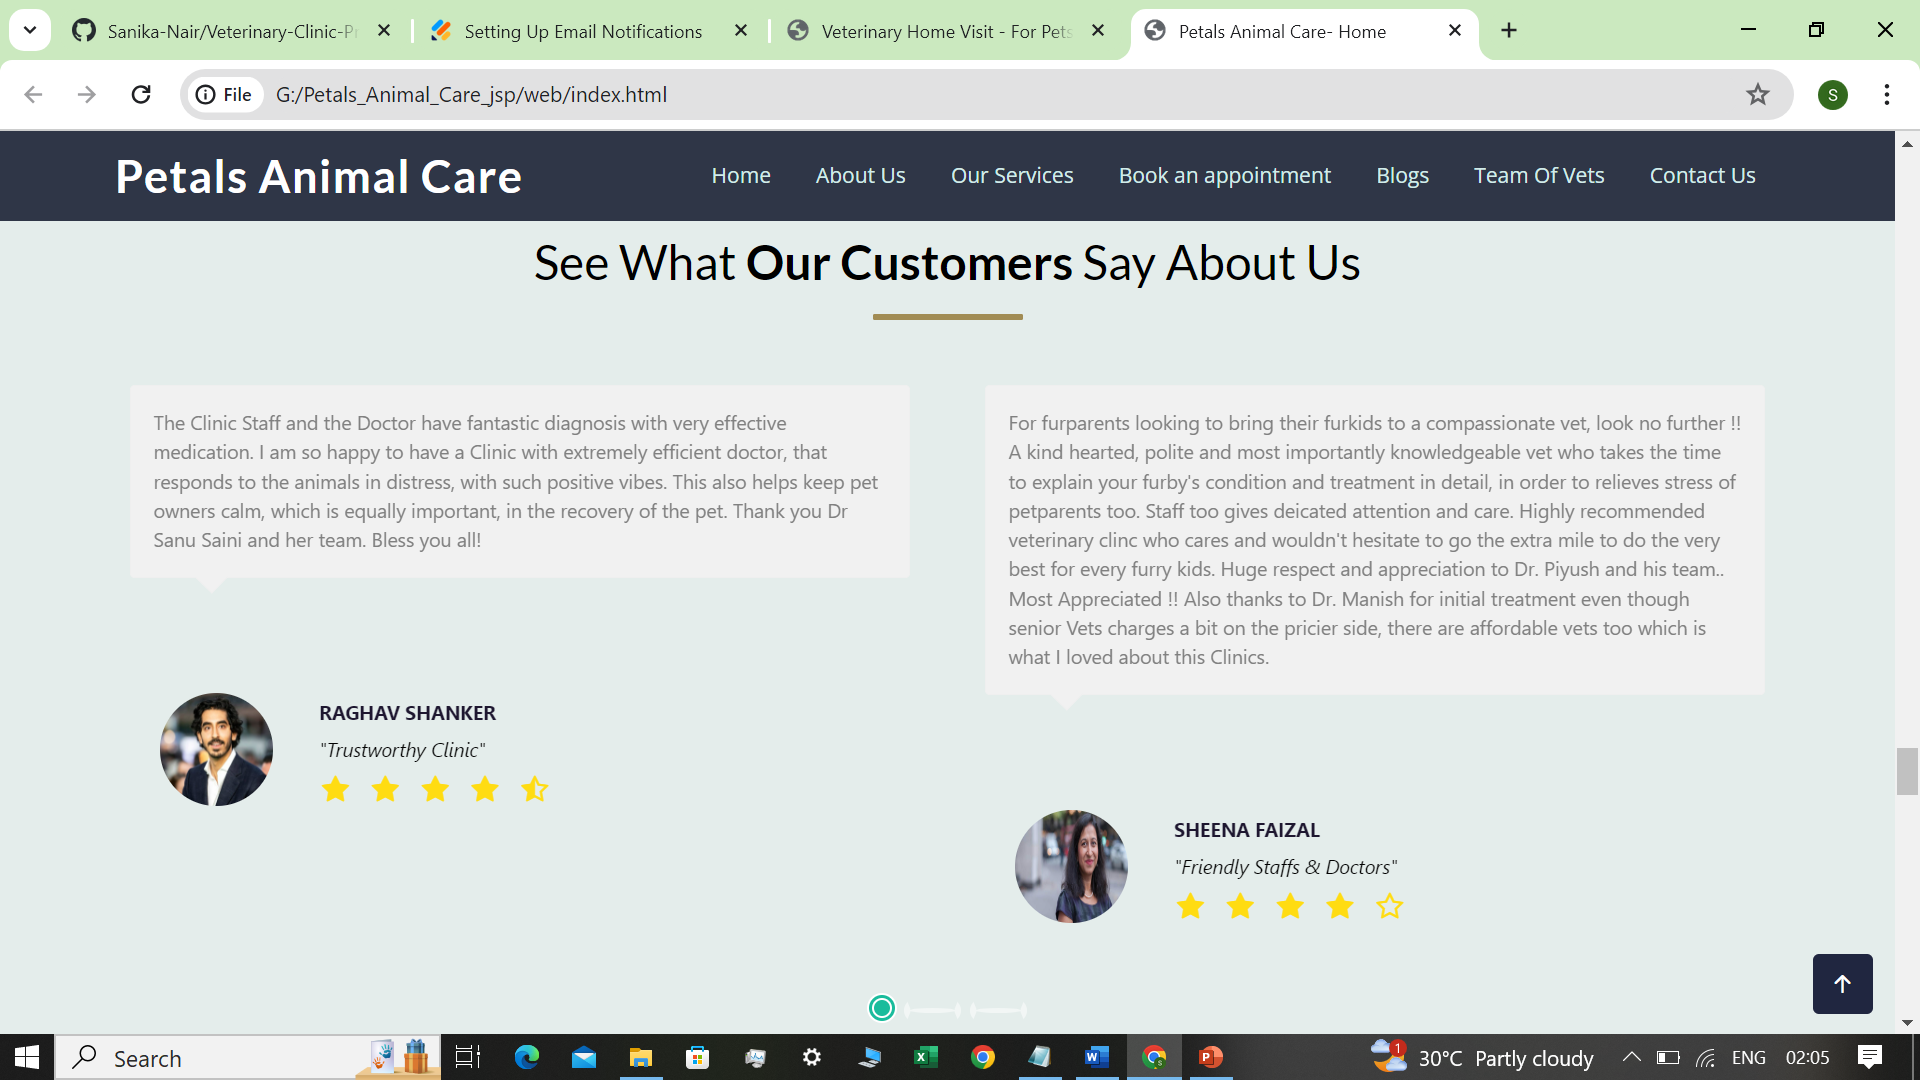 Sanika-Nair/Veterinary-Clinic-Pr
Setting Up Email Notifications
Veterinary Home Visit - For Pets
Petals Animal Care- Home
File
G:/Petals_Animal_Care_jsp/web/index.html
S
Petals Animal Care
Home
About Us
Our Services
Book an appointment
Blogs
Team Of Vets
Contact Us
See What Our Customers Say About Us
The Clinic Staff and the Doctor have fantastic diagnosis with very effective
medication. I am so happy to have a Clinic with extremely efficient doctor, that
responds to the animals in distress, with such positive vibes. This also helps keep pet
owners calm, which is equally important, in the recovery of the pet. Thank you Dr
Sanu Saini and her team. Bless you all!
RAGHAV SHANKER
"Trustworthy Clinic"
For furparents looking to bring their furkids to a compassionate vet, look no further !!
A kind hearted, polite and most importantly knowledgeable vet who takes the time
to explain your furby's condition and treatment in detail, in order to relieves stress of
petparents too. Staff too gives deicated attention and care. Highly recommended
veterinary clinc who cares and wouldn't hesitate to go the extra mile to do the very
best for every furry kids. Huge respect and appreciation to Dr. Piyush and his team..
Most Appreciated !! Also thanks to Dr. Manish for initial treatment even though
senior Vets charges a bit on the pricier side, there are affordable vets too which is
what I loved about this Clinics.
SHEENA FAIZAL
"Friendly Staffs & Doctors"
Search
1
30°C Partly cloudy
ENG
02:05